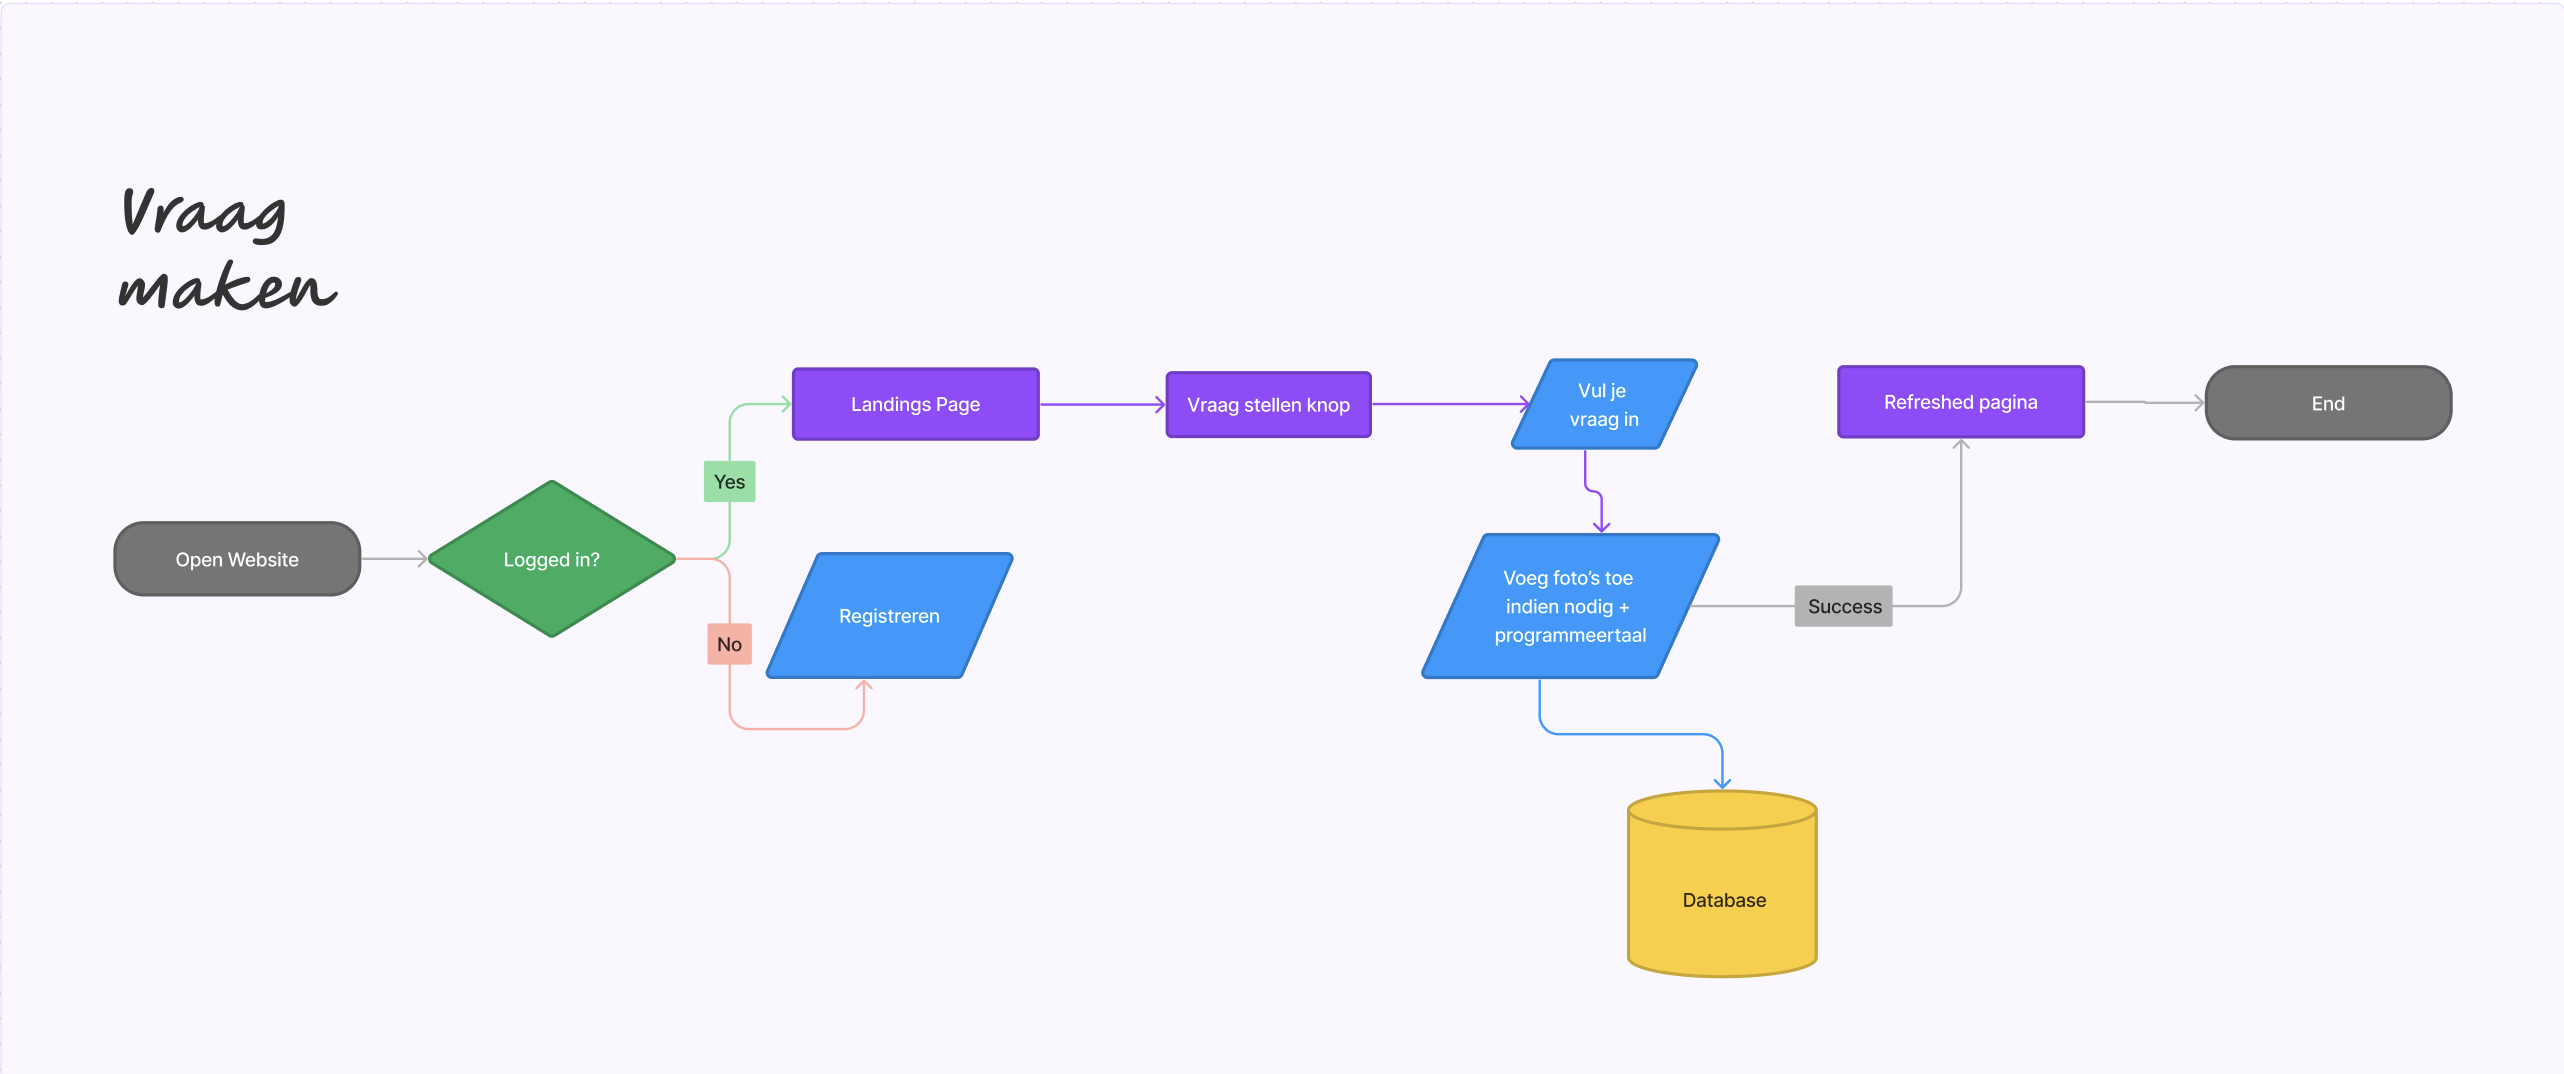 Vraag
maken
Open Website
Logged in?
Yes
No
Landings Page
Registreren
Vraag stellen knop
Vul je
vraag in
Voeg foto's toe
indien nodig +
programmeertaal
Success
Database
Refreshed pagina
End